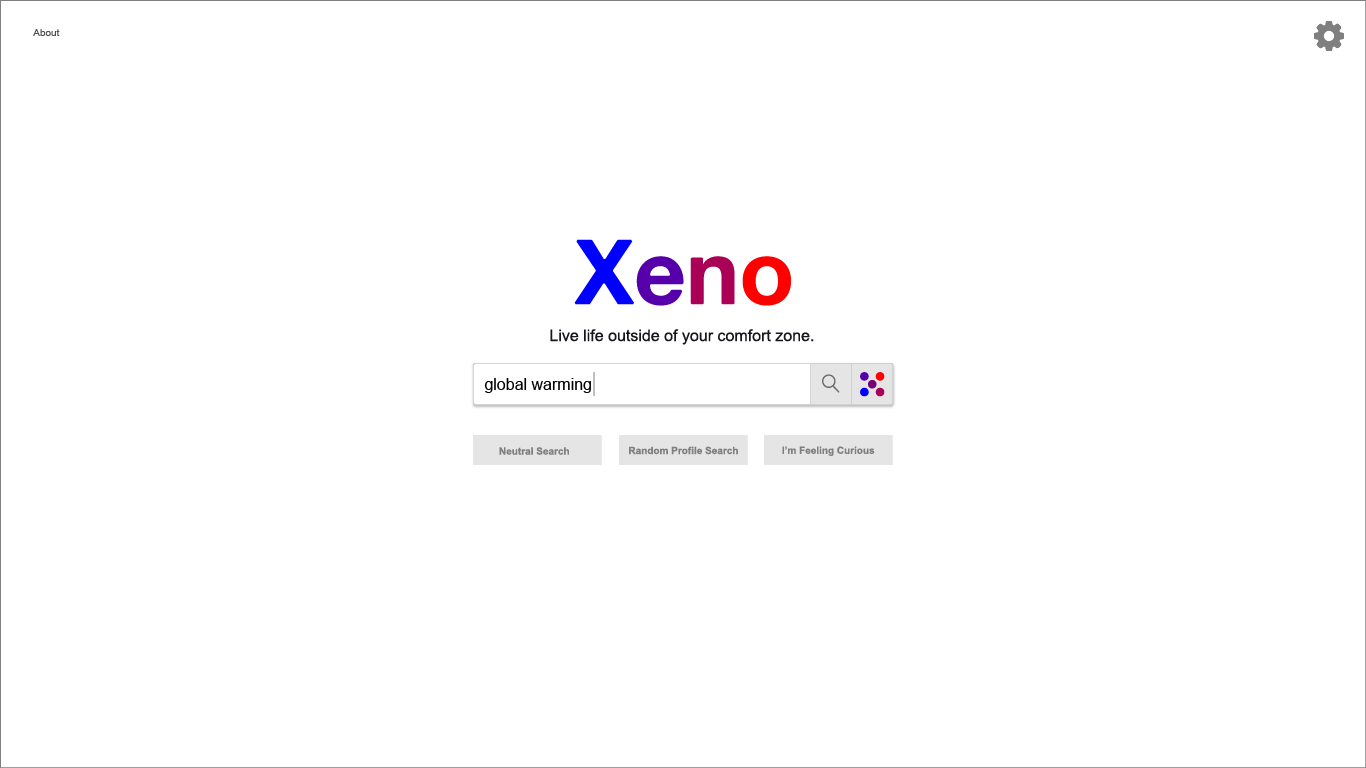 About
Xeno
Live life outside of your comfort zone.
global warming
Neutral Search
Random Profile Search
I'm Feeling Curious